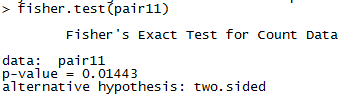 > fisher.test(pair11)
Fisher's Exact Test for Count Data
data:  pair11
p-value = 0.01443
alternative hypothesis: two.sided